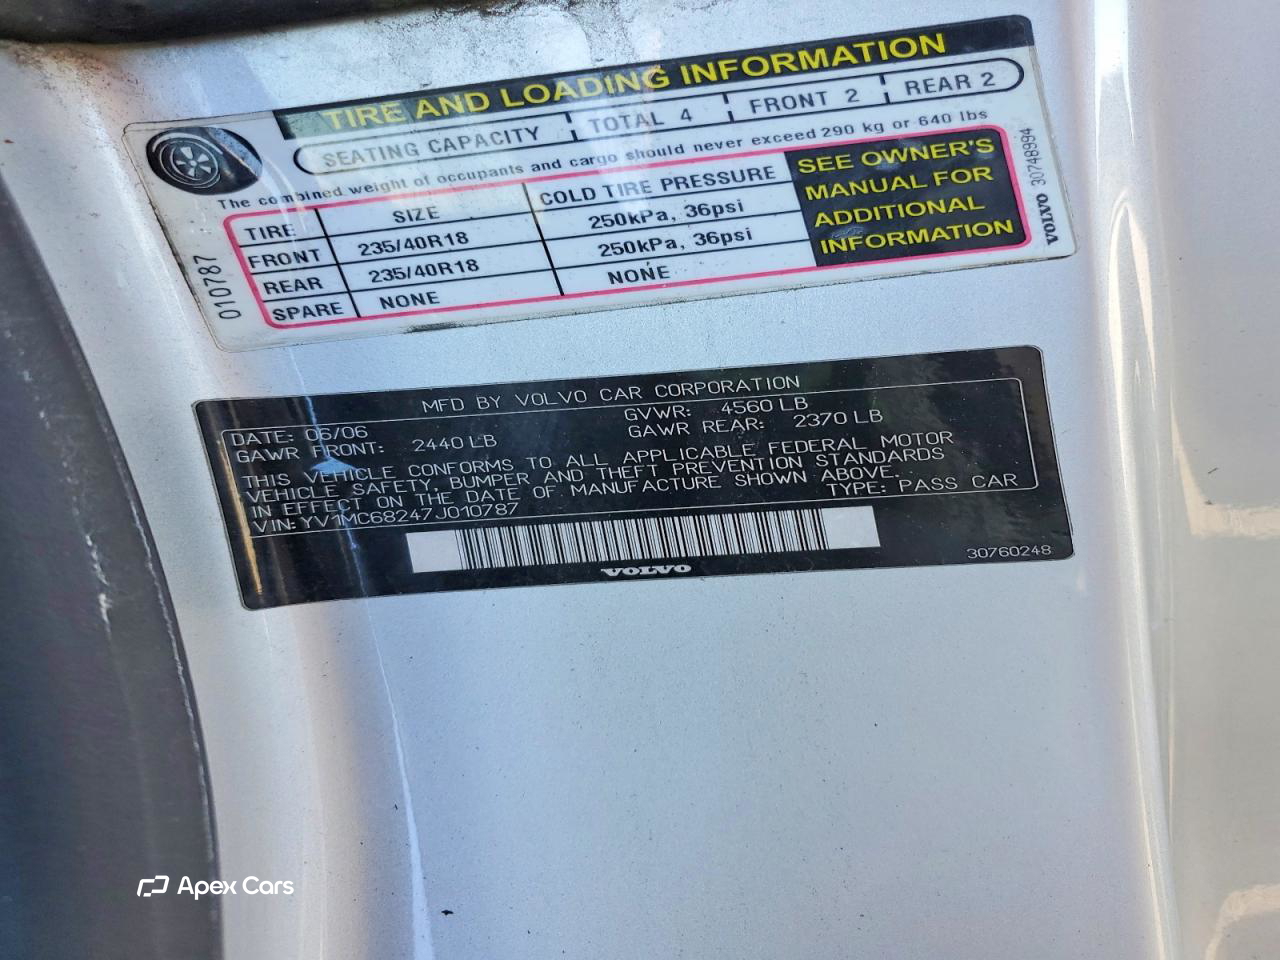 TIRE AND LOADING INFORMATION
SEATING CAPACITY TOTAL 4 FRONT 2 REAR 2
The combined weight of occupants and cargo should never exceed 290 kg or 640 lbs
TIRE SIZE COLD TIRE PRESSURE
FRONT 235/40R18 250kPa, 36psi
REAR 235/40R18 250kPa, 36psi
SPARE NONE NONE
SEE OWNER'S
MANUAL FOR
ADDITIONAL
INFORMATION
010787
VOLVO 30748994
MFD BY VOLVO CAR CORPORATION
DATE: 06/06 GVWR: 4560 LB
GAWR FRONT: 2440 LB GAWR REAR: 2370 LB
THIS VEHICLE CONFORMS TO ALL APPLICABLE FEDERAL MOTOR
VEHICLE SAFETY, BUMPER AND THEFT PREVENTION STANDARDS
IN EFFECT ON THE DATE OF MANUFACTURE SHOWN ABOVE.
VIN: YV1MC68247J010787 TYPE: PASS CAR
VOLVO
30760248
Apex Cars